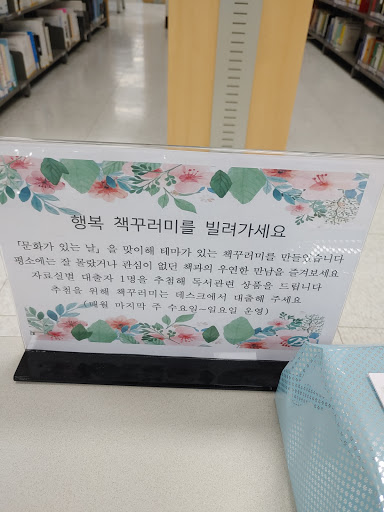 행복 책꾸러미를 빌려가세요
「문화가 있는 날」을 맞이해 테마가 있는 책꾸러미를 만들었습니다
평소에는 잘 몰랐거나 관심이 없던 책과의 우연한 만남을 즐겨보세요
자료실별 대출자 1명을 추첨해 독서관련 상품을 드립니다
추첨을 위해 책꾸러미는 데스크에서 대출해 주세요
(매월 마지막 주 수요일-일요일 운영)